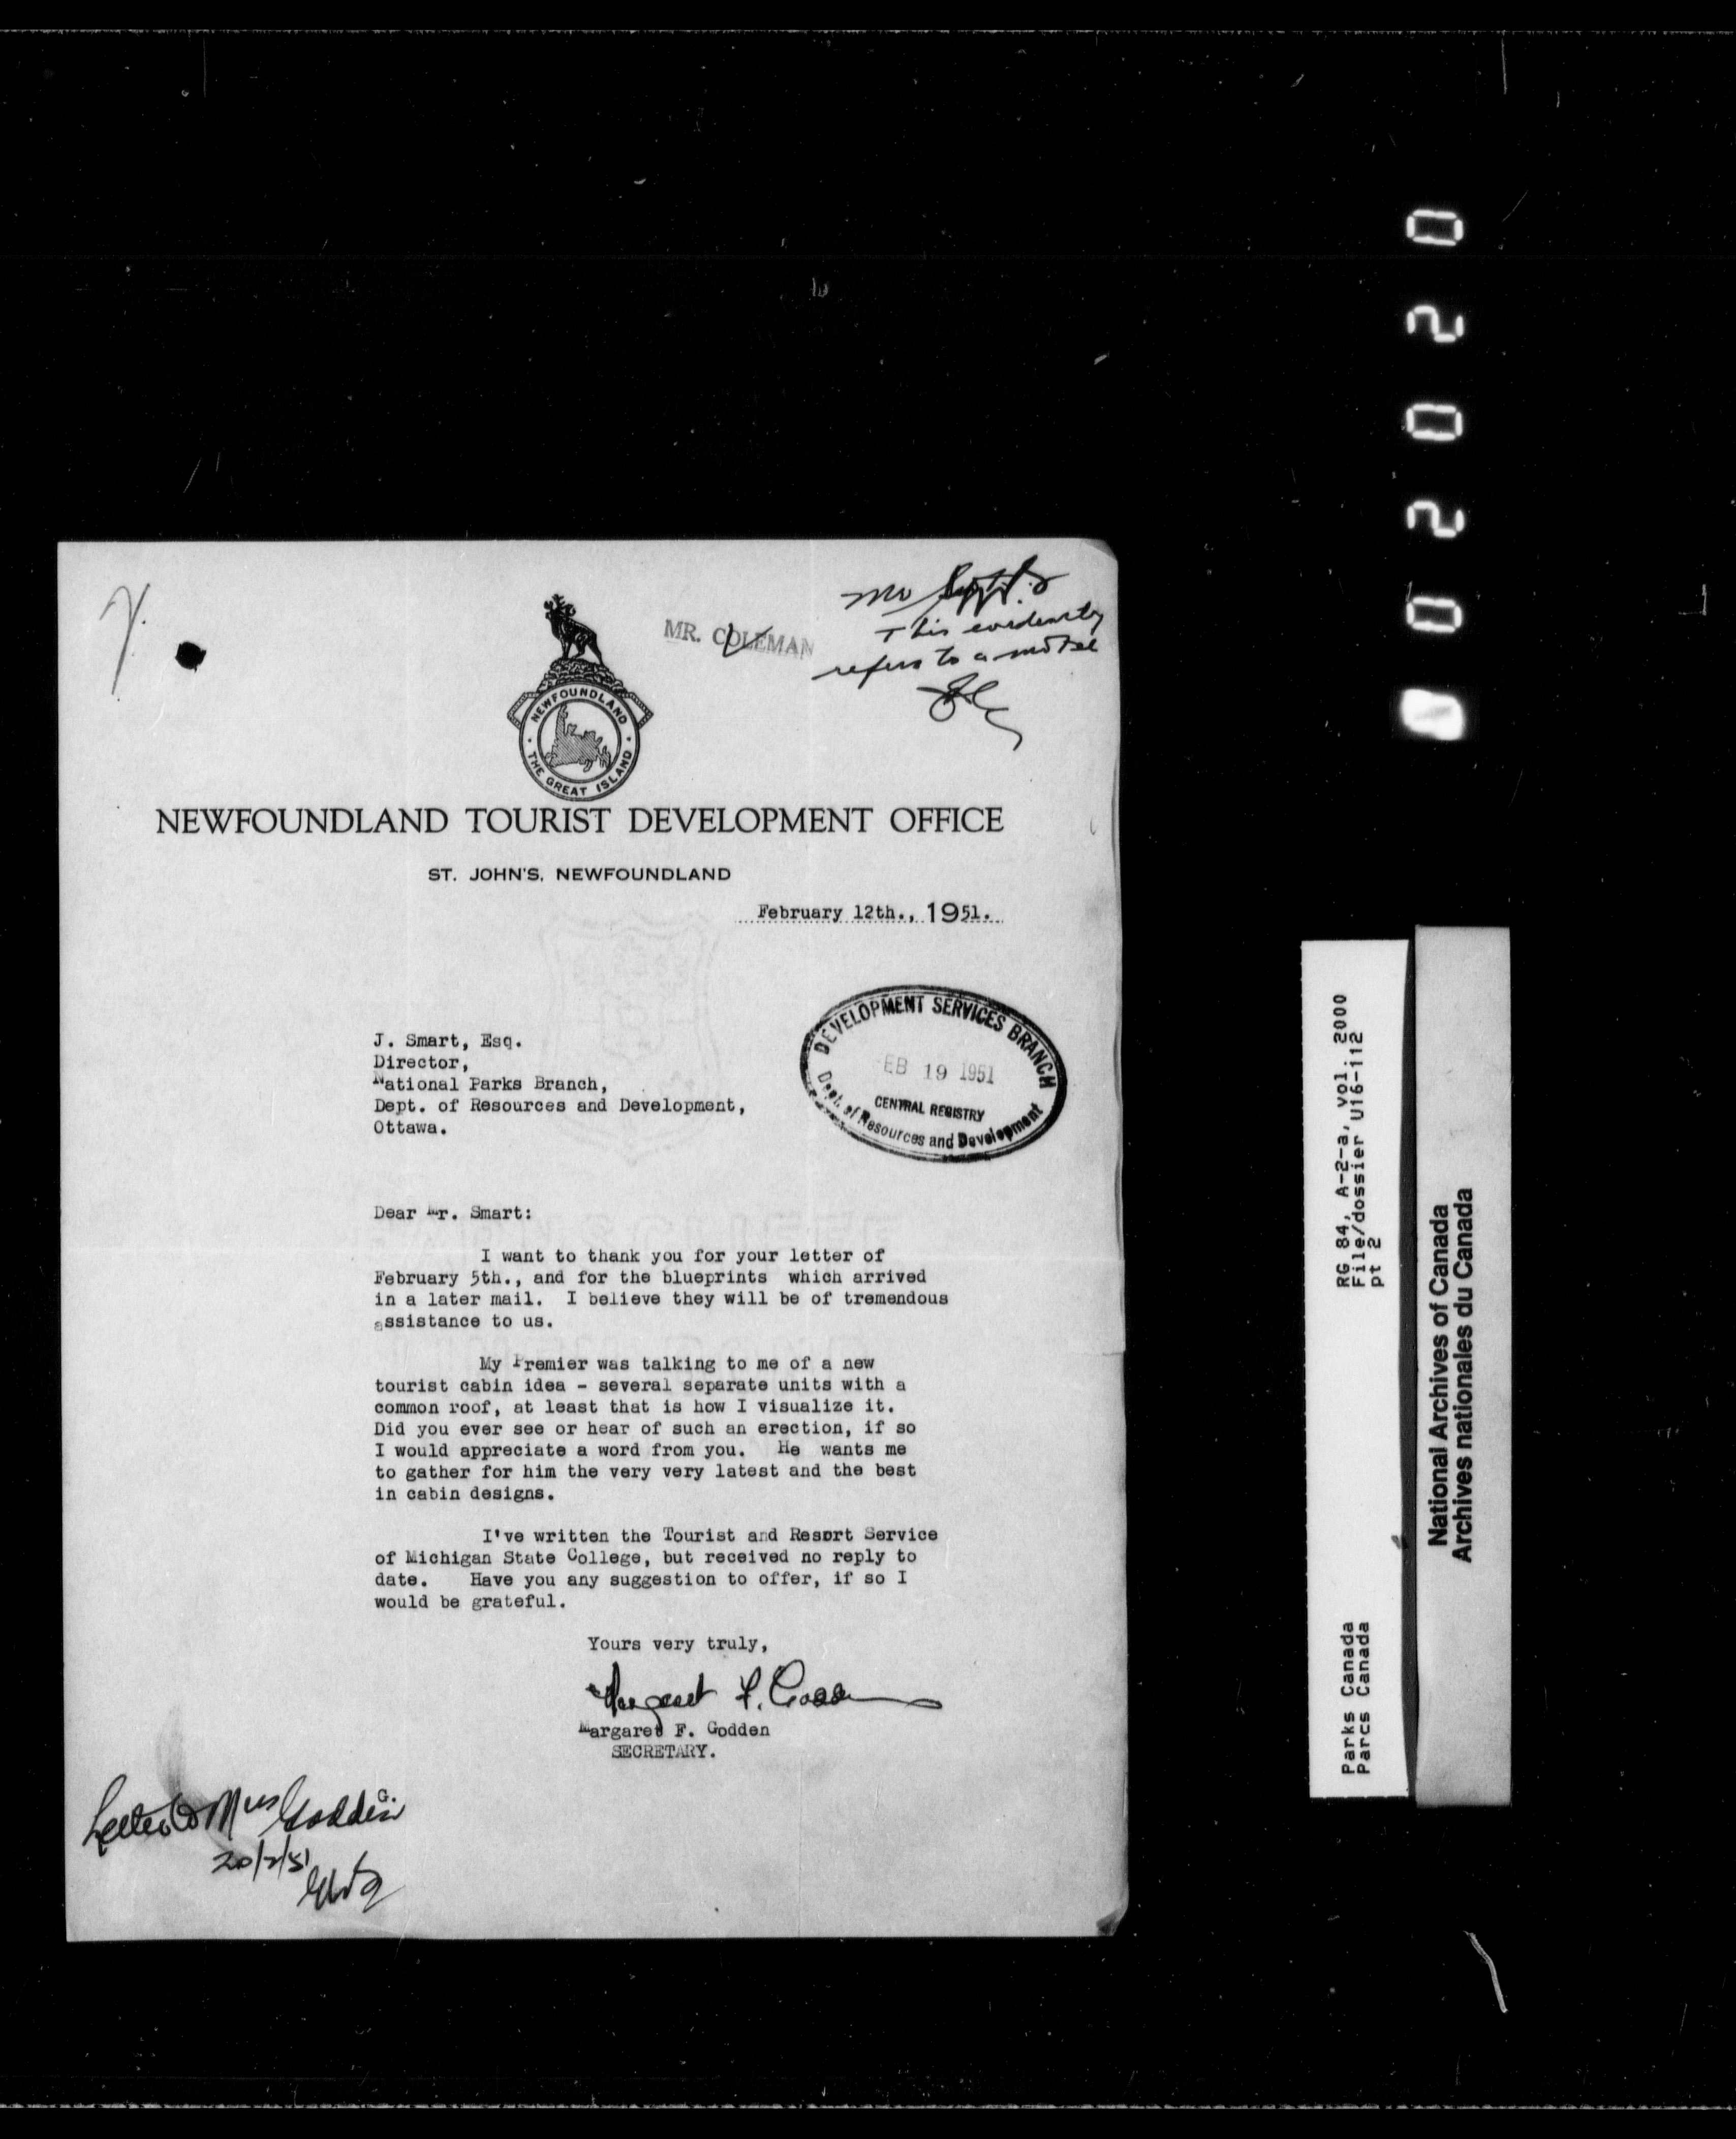 MR. COLEMAN
Mr
This evidently
refers to a motel
NEWFOUNDLAND
THE GREAT ISLAND
NEWFOUNDLAND TOURIST DEVELOPMENT OFFICE
ST. JOHN'S, NEWFOUNDLAND
February 12th., 1951.
DEVELOPMENT SERVICES BRANCH
EB 19 1951
CENTRAL REGISTRY
Dept. of Resources and Development
J. Smart, Esq.
Director,
National Parks Branch,
Dept. of Resources and Development,
Ottawa.
Dear Mr. Smart:
I want to thank you for your letter of
February 5th., and for the blueprints which arrived
in a later mail. I believe they will be of tremendous
assistance to us.
My Premier was talking to me of a new
tourist cabin idea - several separate units with a
common roof, at least that is how I visualize it.
Did you ever see or hear of such an erection, if so
I would appreciate a word from you. He wants me
to gather for him the very very latest and the best
in cabin designs.
I've written the Tourist and Resort Service
of Michigan State College, but received no reply to
date. Have you any suggestion to offer, if so I
would be grateful.
Yours very truly,
Margaret F. Godden
Margaret F. Godden
SECRETARY.
Letter to Mrs G. Godden
20/2/51
020200
RG 84, A-2-a, vol. 2000
File/dossier U16-112
pt 2
Parks Canada
Parcs Canada
National Archives of Canada
Archives nationales du Canada